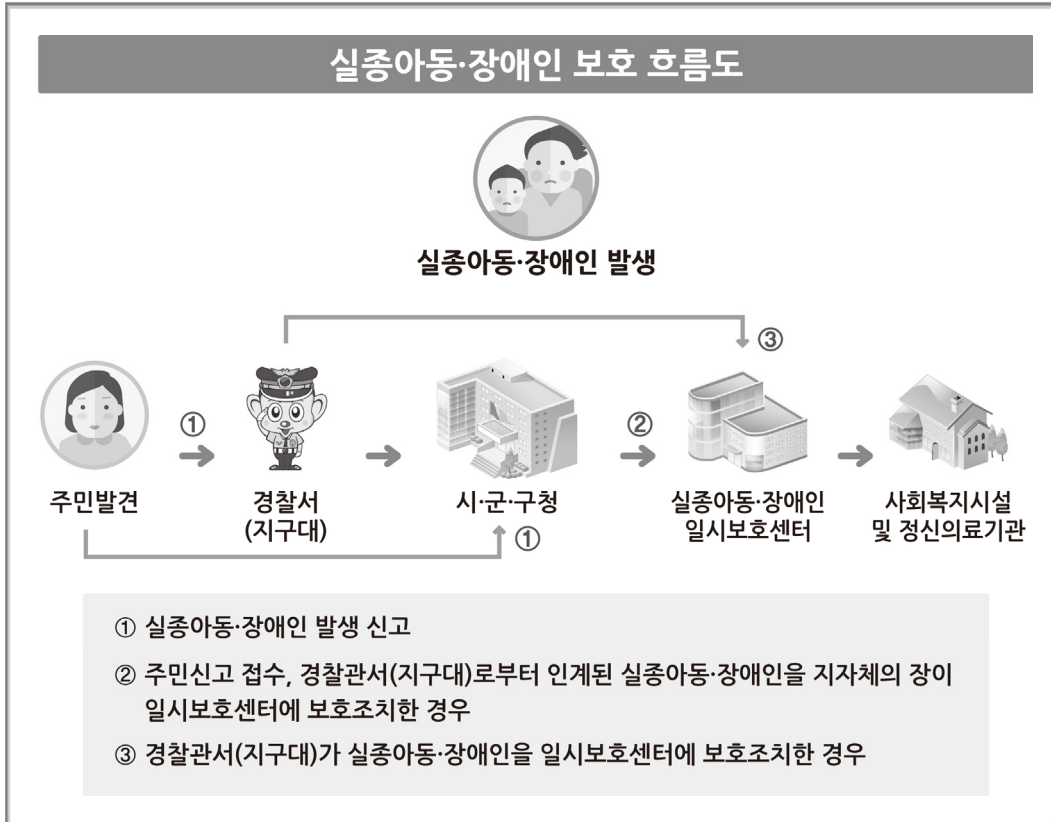 실종아동·장애인 보호 흐름도
실종아동·장애인 발생
③
①
②
주민발견
경찰서
(지구대)
시·군·구청
실종아동·장애인
일시보호센터
사회복지시설
및 정신의료기관
①
① 실종아동·장애인 발생 신고
② 주민신고 접수, 경찰관서(지구대)로부터 인계된 실종아동·장애인을 지자체의 장이
일시보호센터에 보호조치한 경우
③ 경찰관서(지구대)가 실종아동·장애인을 일시보호센터에 보호조치한 경우